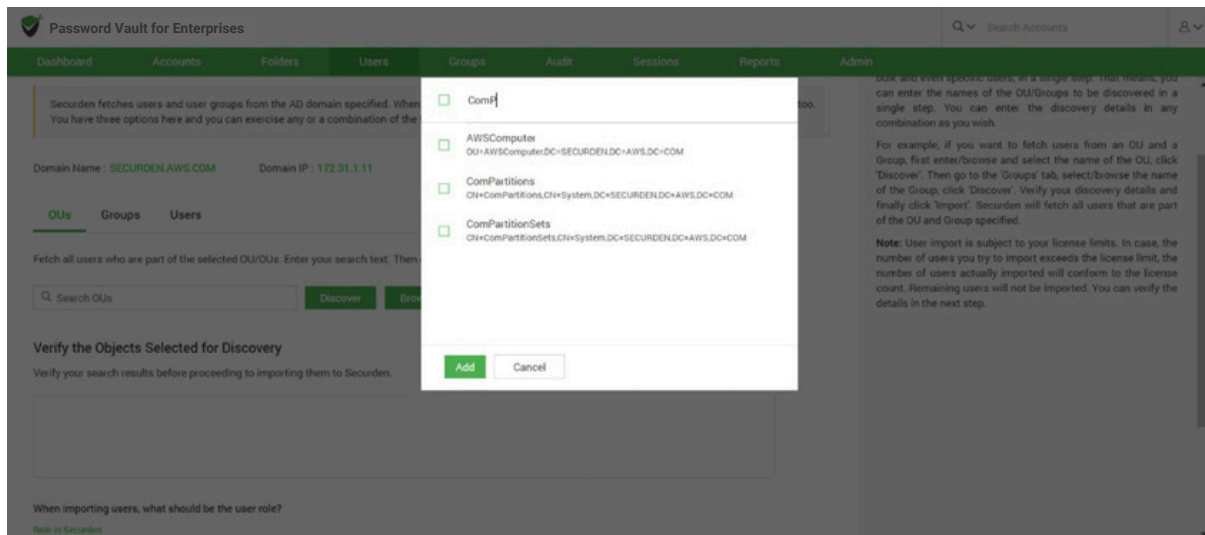 Password Vault for Enterprises
Search Accounts
Dashboard Accounts Folders Users Groups Audit Sessions Reports Admin
Securden fetches users and user groups from the AD domain specified. When
too.
You have three options here and you can exercise any or a combination of the
Domain Name : SECURDEN.AWS.COM Domain IP : 172.31.1.11
OUs Groups Users
Fetch all users who are part of the selected OU/OUs. Enter your search text. Then
Search OUs Discover Brow
Verify the Objects Selected for Discovery
Verify your search results before proceeding to importing them to Securden.
When importing users, what should be the user role?
Role in Securden
ComP
AWSComputer
OU=AWSComputer,DC=SECURDEN,DC=AWS,DC=COM
ComPartitions
CN=ComPartitions,CN=System,DC=SECURDEN,DC=AWS,DC=COM
ComPartitionSets
CN=ComPartitionSets,CN=System,DC=SECURDEN,DC=AWS,DC=COM
Add Cancel
bulk and even specific users, in a single step. That means, you
can enter the names of the OU/Groups to be discovered in a
single step. You can enter the discovery details in any
combination as you wish.
For example, if you want to fetch users from an OU and a
Group, first enter/browse and select the name of the OU, click
'Discover'. Then go to the 'Groups' tab, select/browse the name
of the Group, click 'Discover'. Verify your discovery details and
finally click 'Import'. Securden will fetch all users that are part
of the OU and Group specified.
Note: User import is subject to your license limits. In case, the
number of users you try to import exceeds the license limit, the
number of users actually imported will conform to the license
count. Remaining users will not be imported. You can verify the
details in the next step.